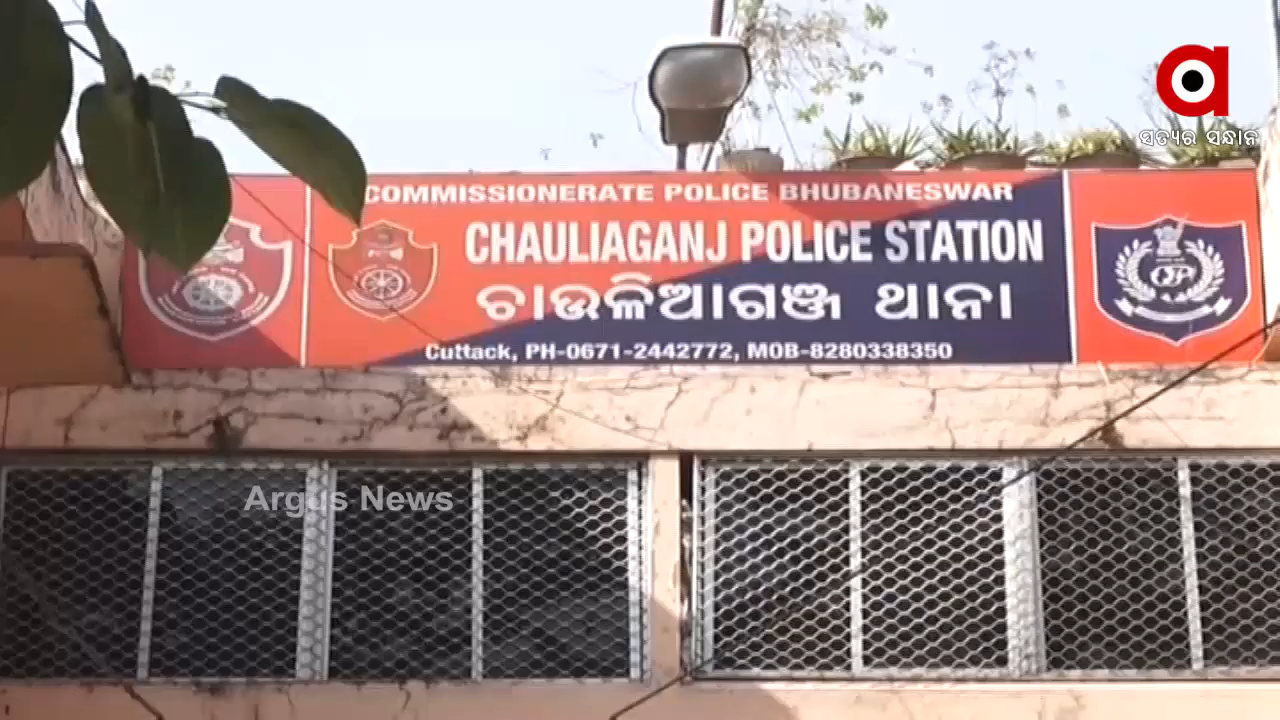 ସତ୍ୟର ସନ୍ଧାନ
COMMISSIONERATE POLICE BHUBANESWAR
CHAULIAGANJ POLICE STATION
ଚାଉଳିଆଗଞ୍ଜ ଥାନା
Cuttack, PH-0671-2442772, MOB-8280338350
Argus News